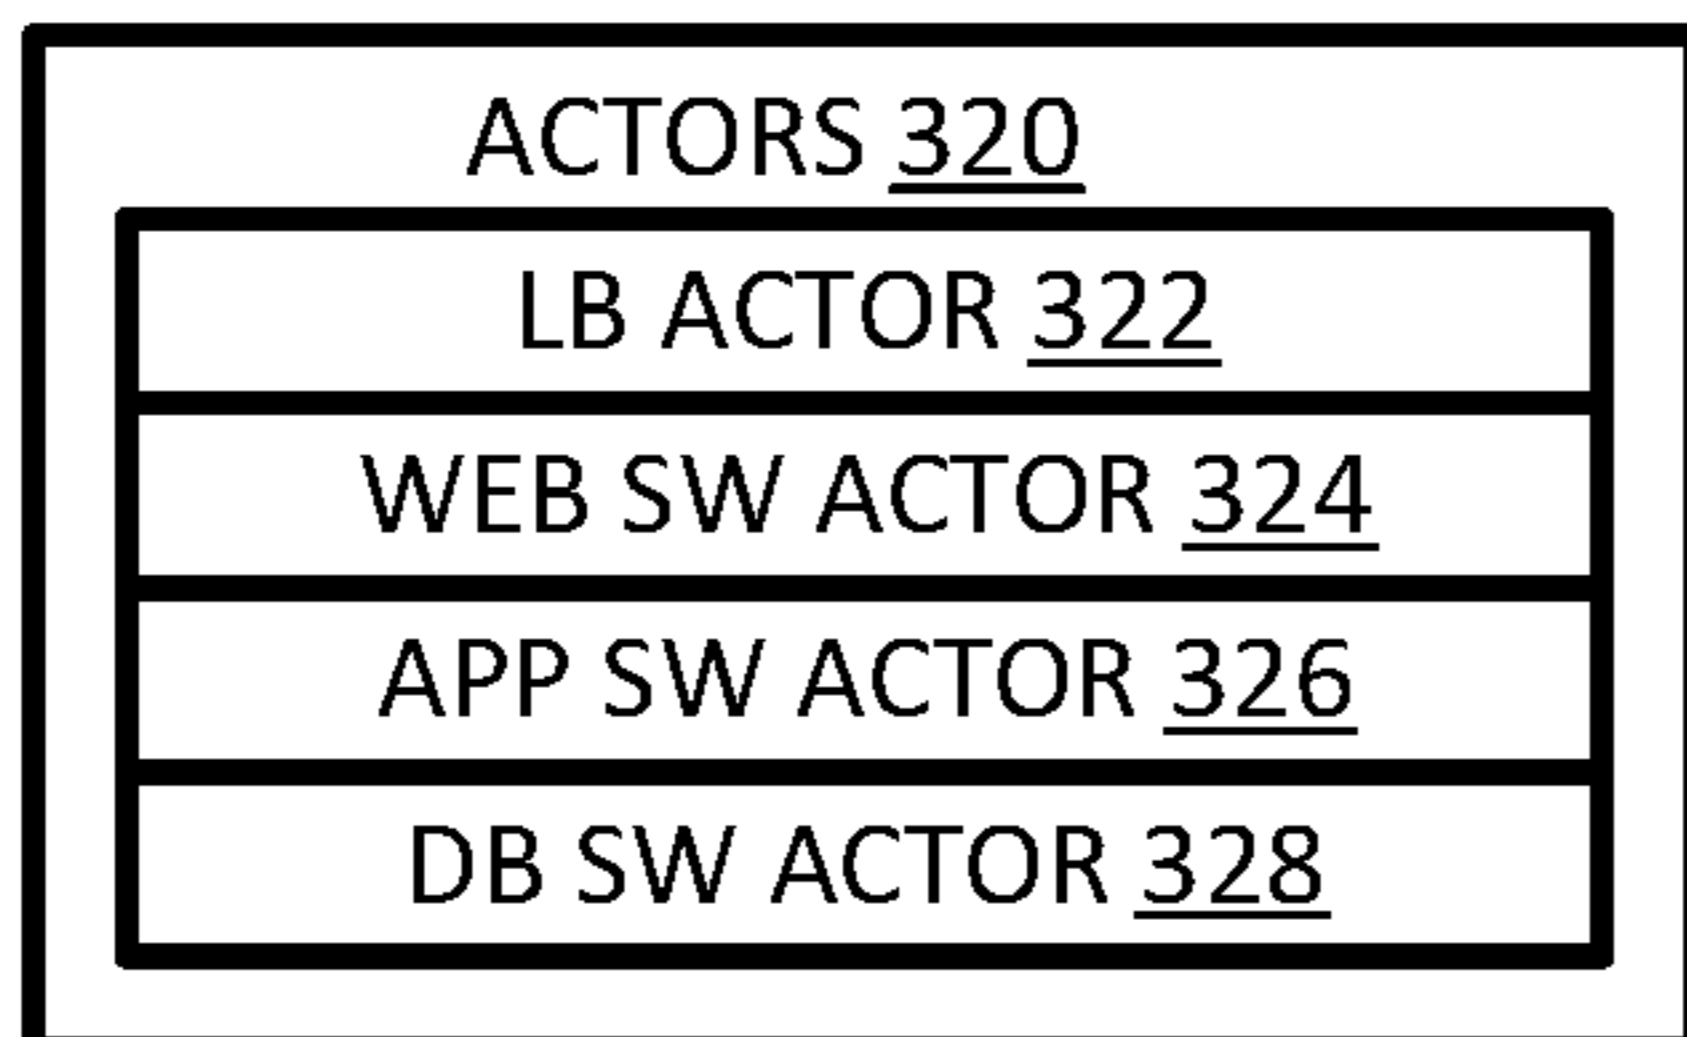 ACTORS 320
LB ACTOR 322
WEB SW ACTOR 324
APP SW ACTOR 326
DB SW ACTOR 328